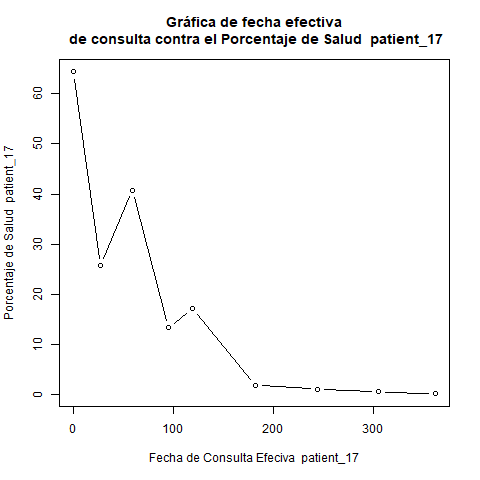 Gráfica de fecha efectiva
de consulta contra el Porcentaje de Salud patient_17
Porcentaje de Salud patient_17
60
50
40
30
20
10
0
0 100 200 300
Fecha de Consulta Efeciva patient_17